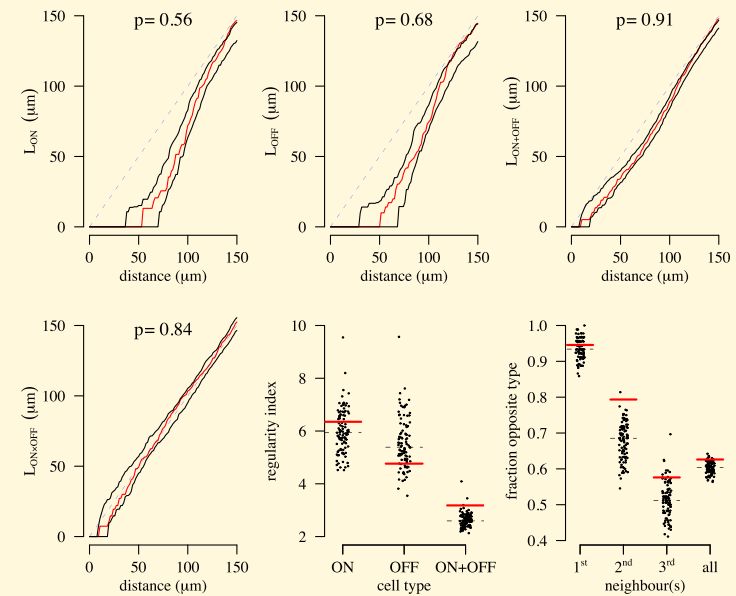 p= 0.56
150
100
50
0
L_ON (µm)
0 50 100 150
distance (µm)
p= 0.68
150
100
50
0
L_OFF (µm)
0 50 100 150
distance (µm)
p= 0.91
150
100
50
0
L_ON+OFF (µm)
0 50 100 150
distance (µm)
p= 0.84
150
100
50
0
L_ON×OFF (µm)
0 50 100 150
distance (µm)
10
8
6
4
2
regularity index
ON OFF ON+OFF
cell type
1.0
0.9
0.8
0.7
0.6
0.5
0.4
fraction opposite type
1st 2nd 3rd all
neighbour(s)